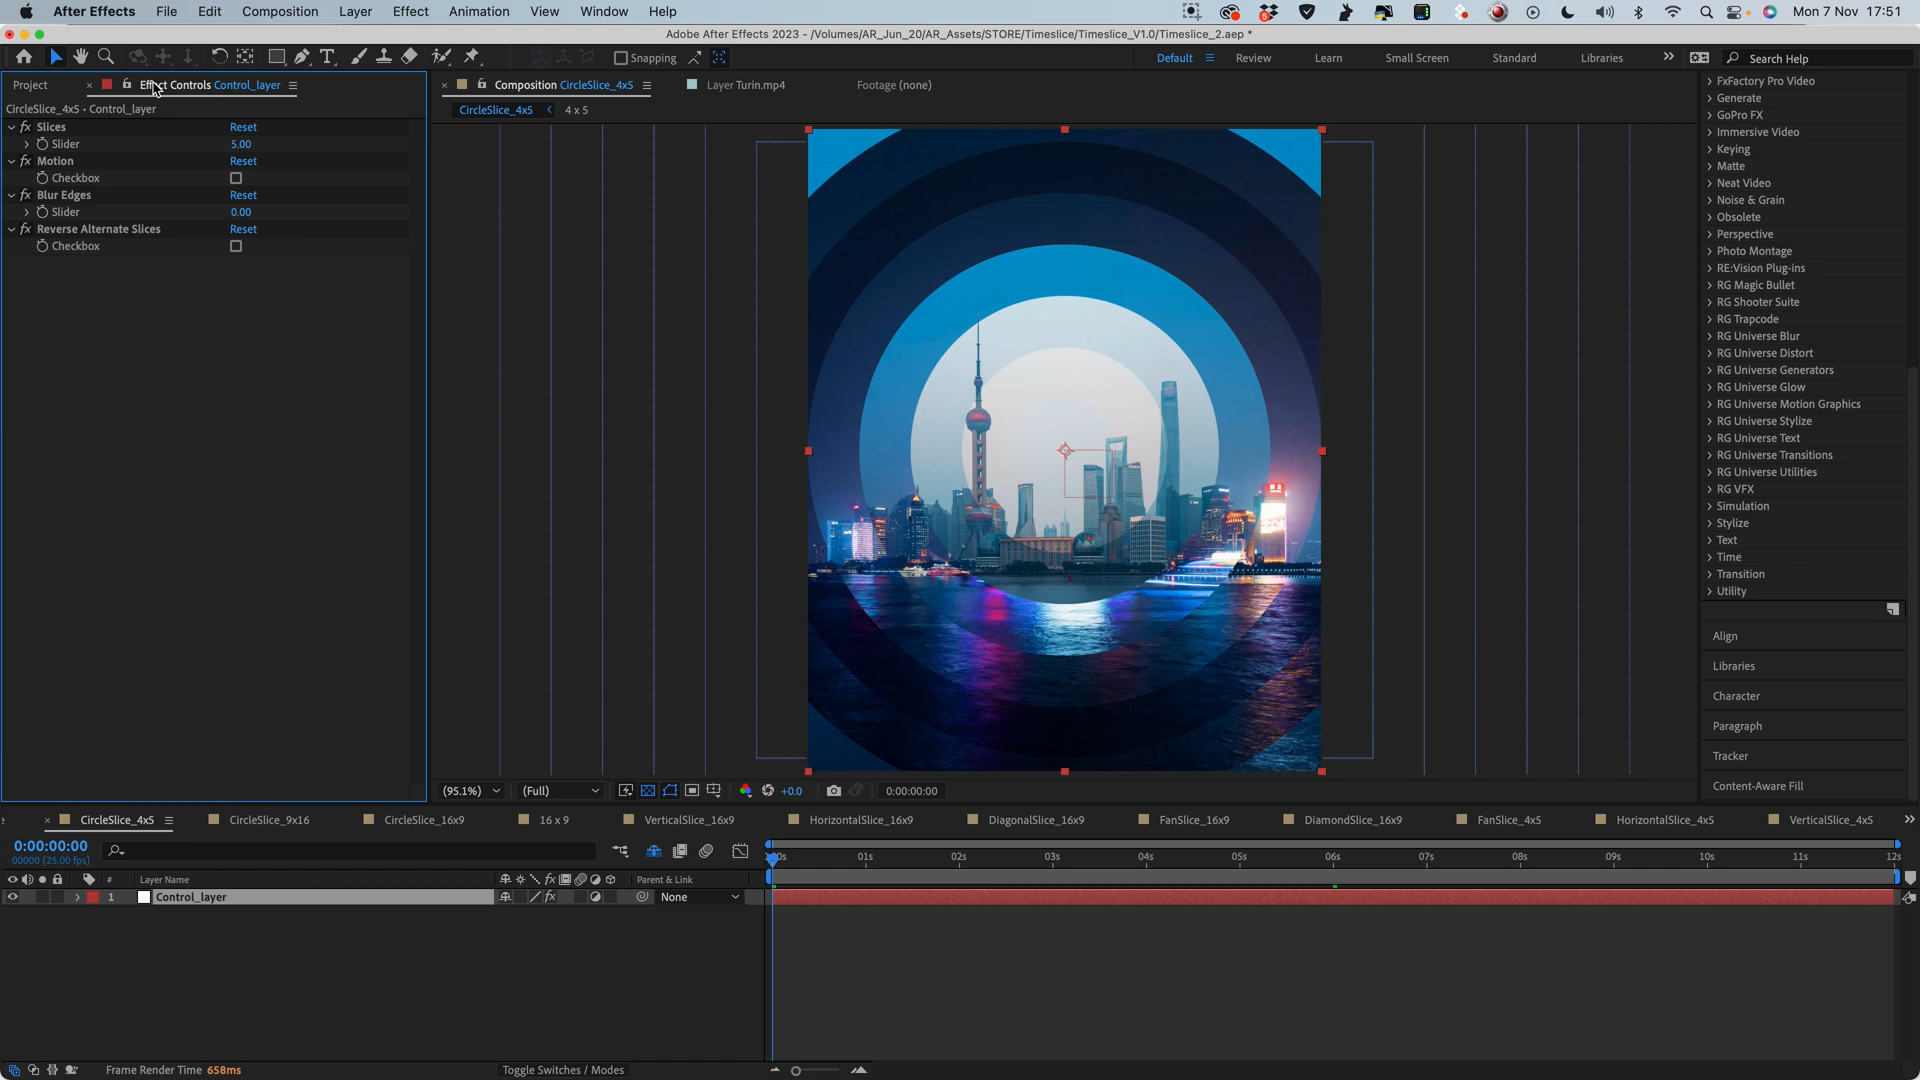 After Effects File Edit Composition Layer Effect Animation View Window Help Mon 7 Nov 17:51
Adobe After Effects 2023 - /Volumes/AR_Jun_20/AR_Assets/STORE/Timeslice/Timeslice_V1.0/Timeslice_2.aep *
Snapping Default Review Learn Small Screen Standard Libraries Search Help
Project Effect Controls Control_layer
Composition CircleSlice_4x5 Layer Turin.mp4 Footage (none)
CircleSlice_4x5 • Control_layer
CircleSlice_4x5 4 x 5
Slices Reset
Slider 5.00
Motion Reset
Checkbox
Blur Edges Reset
Slider 0.00
Reverse Alternate Slices Reset
Checkbox
FxFactory Pro Video
Generate
GoPro FX
Immersive Video
Keying
Matte
Neat Video
Noise & Grain
Obsolete
Perspective
Photo Montage
RE:Vision Plug-ins
RG Magic Bullet
RG Shooter Suite
RG Trapcode
RG Universe Blur
RG Universe Distort
RG Universe Generators
RG Universe Glow
RG Universe Motion Graphics
RG Universe Stylize
RG Universe Text
RG Universe Transitions
RG Universe Utilities
RG VFX
Simulation
Stylize
Text
Time
Transition
Utility
Align
Libraries
Character
Paragraph
Tracker
Content-Aware Fill
(95.1%) (Full) +0.0 0:00:00:00
CircleSlice_4x5 CircleSlice_9x16 CircleSlice_16x9 16 x 9 VerticalSlice_16x9 HorizontalSlice_16x9 DiagonalSlice_16x9 FanSlice_16x9 DiamondSlice_16x9 FanSlice_4x5 HorizontalSlice_4x5 VerticalSlice_4x5
0:00:00:00
00000 (25.00 fps)
01s 02s 03s 04s 05s 06s 07s 08s 09s 10s 11s 12s
# Layer Name Parent & Link
1 Control_layer None
Frame Render Time 658ms Toggle Switches / Modes